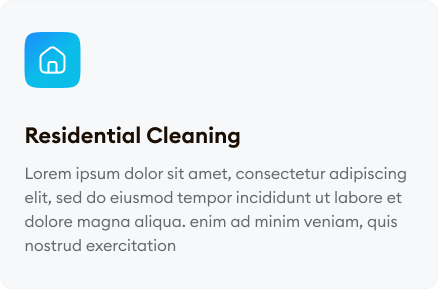 Residential Cleaning
Lorem ipsum dolor sit amet, consectetur adipiscing
elit, sed do eiusmod tempor incididunt ut labore et
dolore magna aliqua. enim ad minim veniam, quis
nostrud exercitation